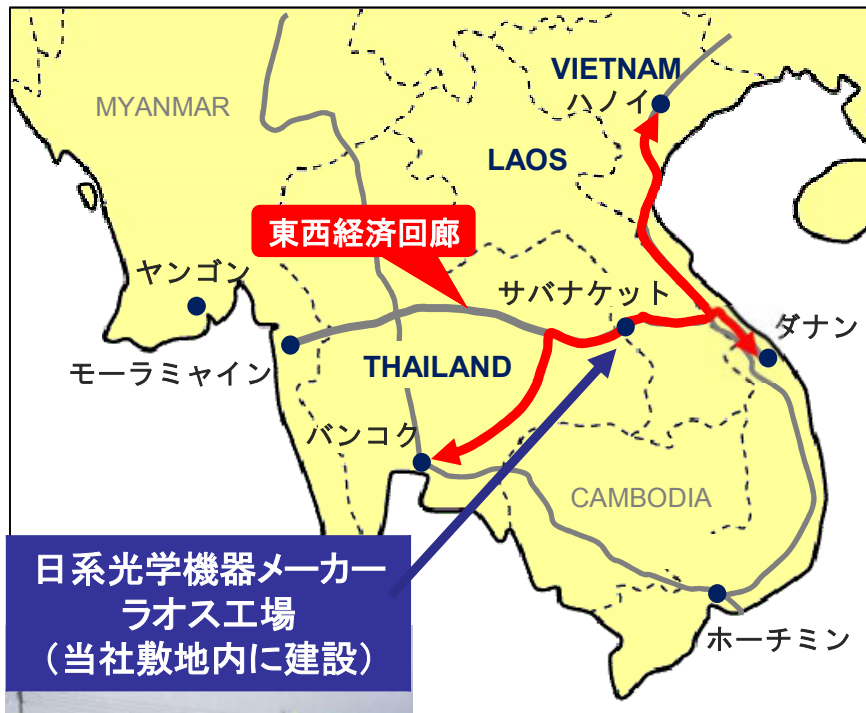 VIETNAM
ハノイ
MYANMAR
LAOS
東西経済回廊
ヤンゴン
サバナケット
ダナン
モーラミャイン
THAILAND
バンコク
CAMBODIA
日系光学機器メーカー
ラオス工場
（当社敷地内に建設）
ホーチミン